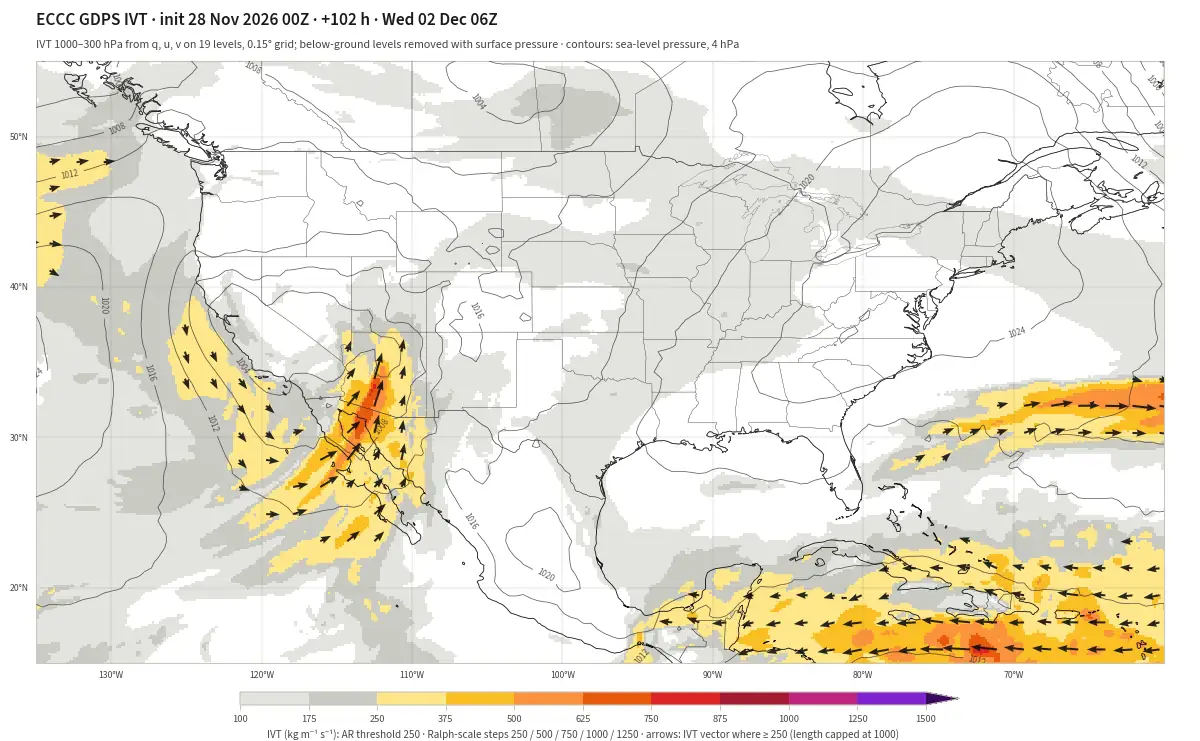 ECCC GDPS IVT · init 28 Nov 2026 00Z · +102 h · Wed 02 Dec 06Z
IVT 1000–300 hPa from q, u, v on 19 levels, 0.15° grid; below-ground levels removed with surface pressure · contours: sea-level pressure, 4 hPa
1008
1008
1004
1008
1012
1020
1012
50°N
1020
40°N
1016
1016
1024
1004
1012
1008
30°N
1016
1020
20°N
1012
1012
130°W 120°W 110°W 100°W 90°W 80°W 70°W
100 175 250 375 500 625 750 875 1000 1250 1500
IVT (kg m⁻¹ s⁻¹): AR threshold 250 · Ralph-scale steps 250 / 500 / 750 / 1000 / 1250 · arrows: IVT vector where ≥ 250 (length capped at 1000)